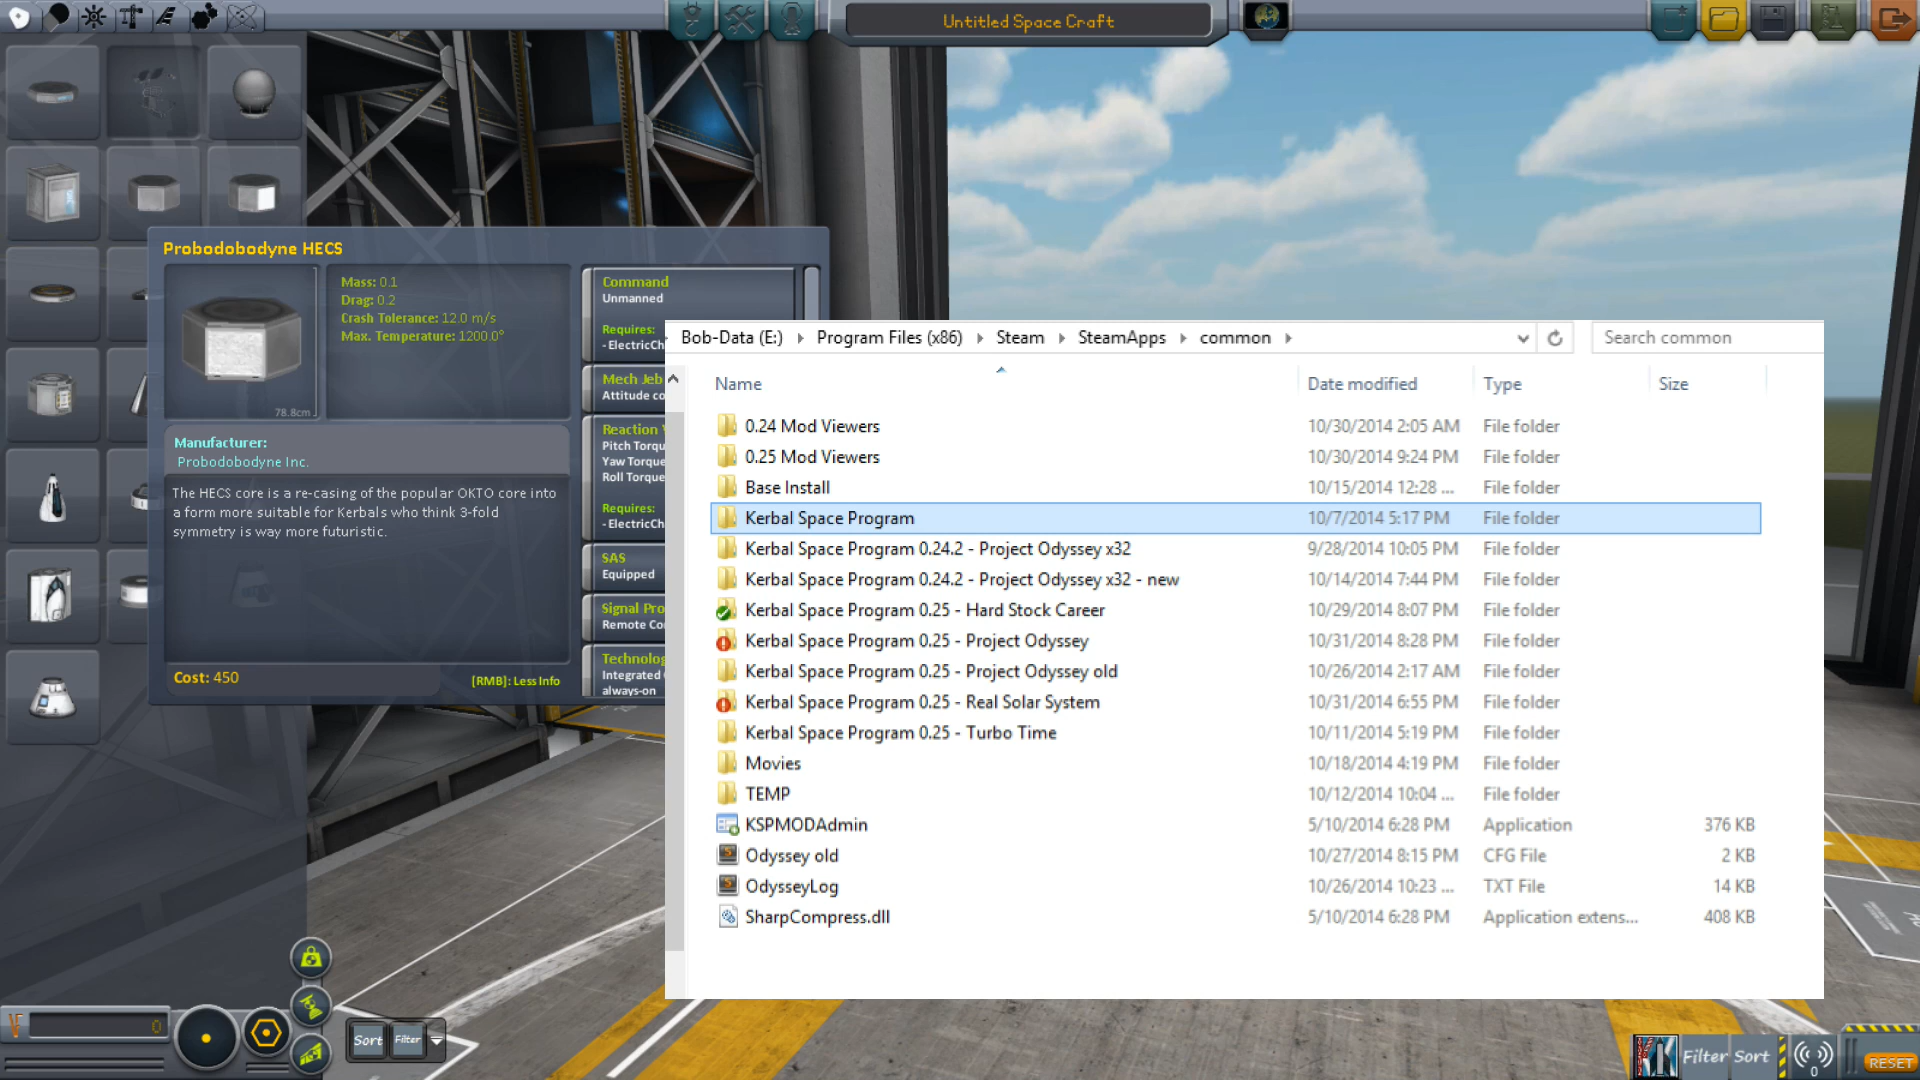 Untitled Space Craft
Probodobodyne HECS
Mass: 0.1
Drag: 0.2
Crash Tolerance: 12.0 m/s
Max. Temperature: 1200.0°
78.8cm
Manufacturer:
Probodobodyne Inc.
The HECS core is a re-casing of the popular OKTO core into
a form more suitable for Kerbals who think 3-fold
symmetry is way more futuristic.
Cost: 450
[RMB]: Less Info
Command
Unmanned
Requires:
- ElectricCh
Mech Jeb
Attitude co
Reaction
Pitch Torqu
Yaw Torque
Roll Torque
Requires:
- ElectricCh
SAS
Equipped
Signal Pro
Remote Co
Technolog
Integrated
always-on
Bob-Data (E:) Program Files (x86) Steam SteamApps common
Search common
Name Date modified Type Size
0.24 Mod Viewers 10/30/2014 2:05 AM File folder
0.25 Mod Viewers 10/30/2014 9:24 PM File folder
Base Install 10/15/2014 12:28 ... File folder
Kerbal Space Program 10/7/2014 5:17 PM File folder
Kerbal Space Program 0.24.2 - Project Odyssey x32 9/28/2014 10:05 PM File folder
Kerbal Space Program 0.24.2 - Project Odyssey x32 - new 10/14/2014 7:44 PM File folder
Kerbal Space Program 0.25 - Hard Stock Career 10/29/2014 8:07 PM File folder
Kerbal Space Program 0.25 - Project Odyssey 10/31/2014 8:28 PM File folder
Kerbal Space Program 0.25 - Project Odyssey old 10/26/2014 2:17 AM File folder
Kerbal Space Program 0.25 - Real Solar System 10/31/2014 6:55 PM File folder
Kerbal Space Program 0.25 - Turbo Time 10/11/2014 5:19 PM File folder
Movies 10/18/2014 4:19 PM File folder
TEMP 10/12/2014 10:04 ... File folder
KSPMODAdmin 5/10/2014 6:28 PM Application 376 KB
Odyssey old 10/27/2014 8:15 PM CFG File 2 KB
OdysseyLog 10/26/2014 10:23 ... TXT File 14 KB
SharpCompress.dll 5/10/2014 6:28 PM Application extens... 408 KB
0
Sort Filter
Filter Sort
0
RESET